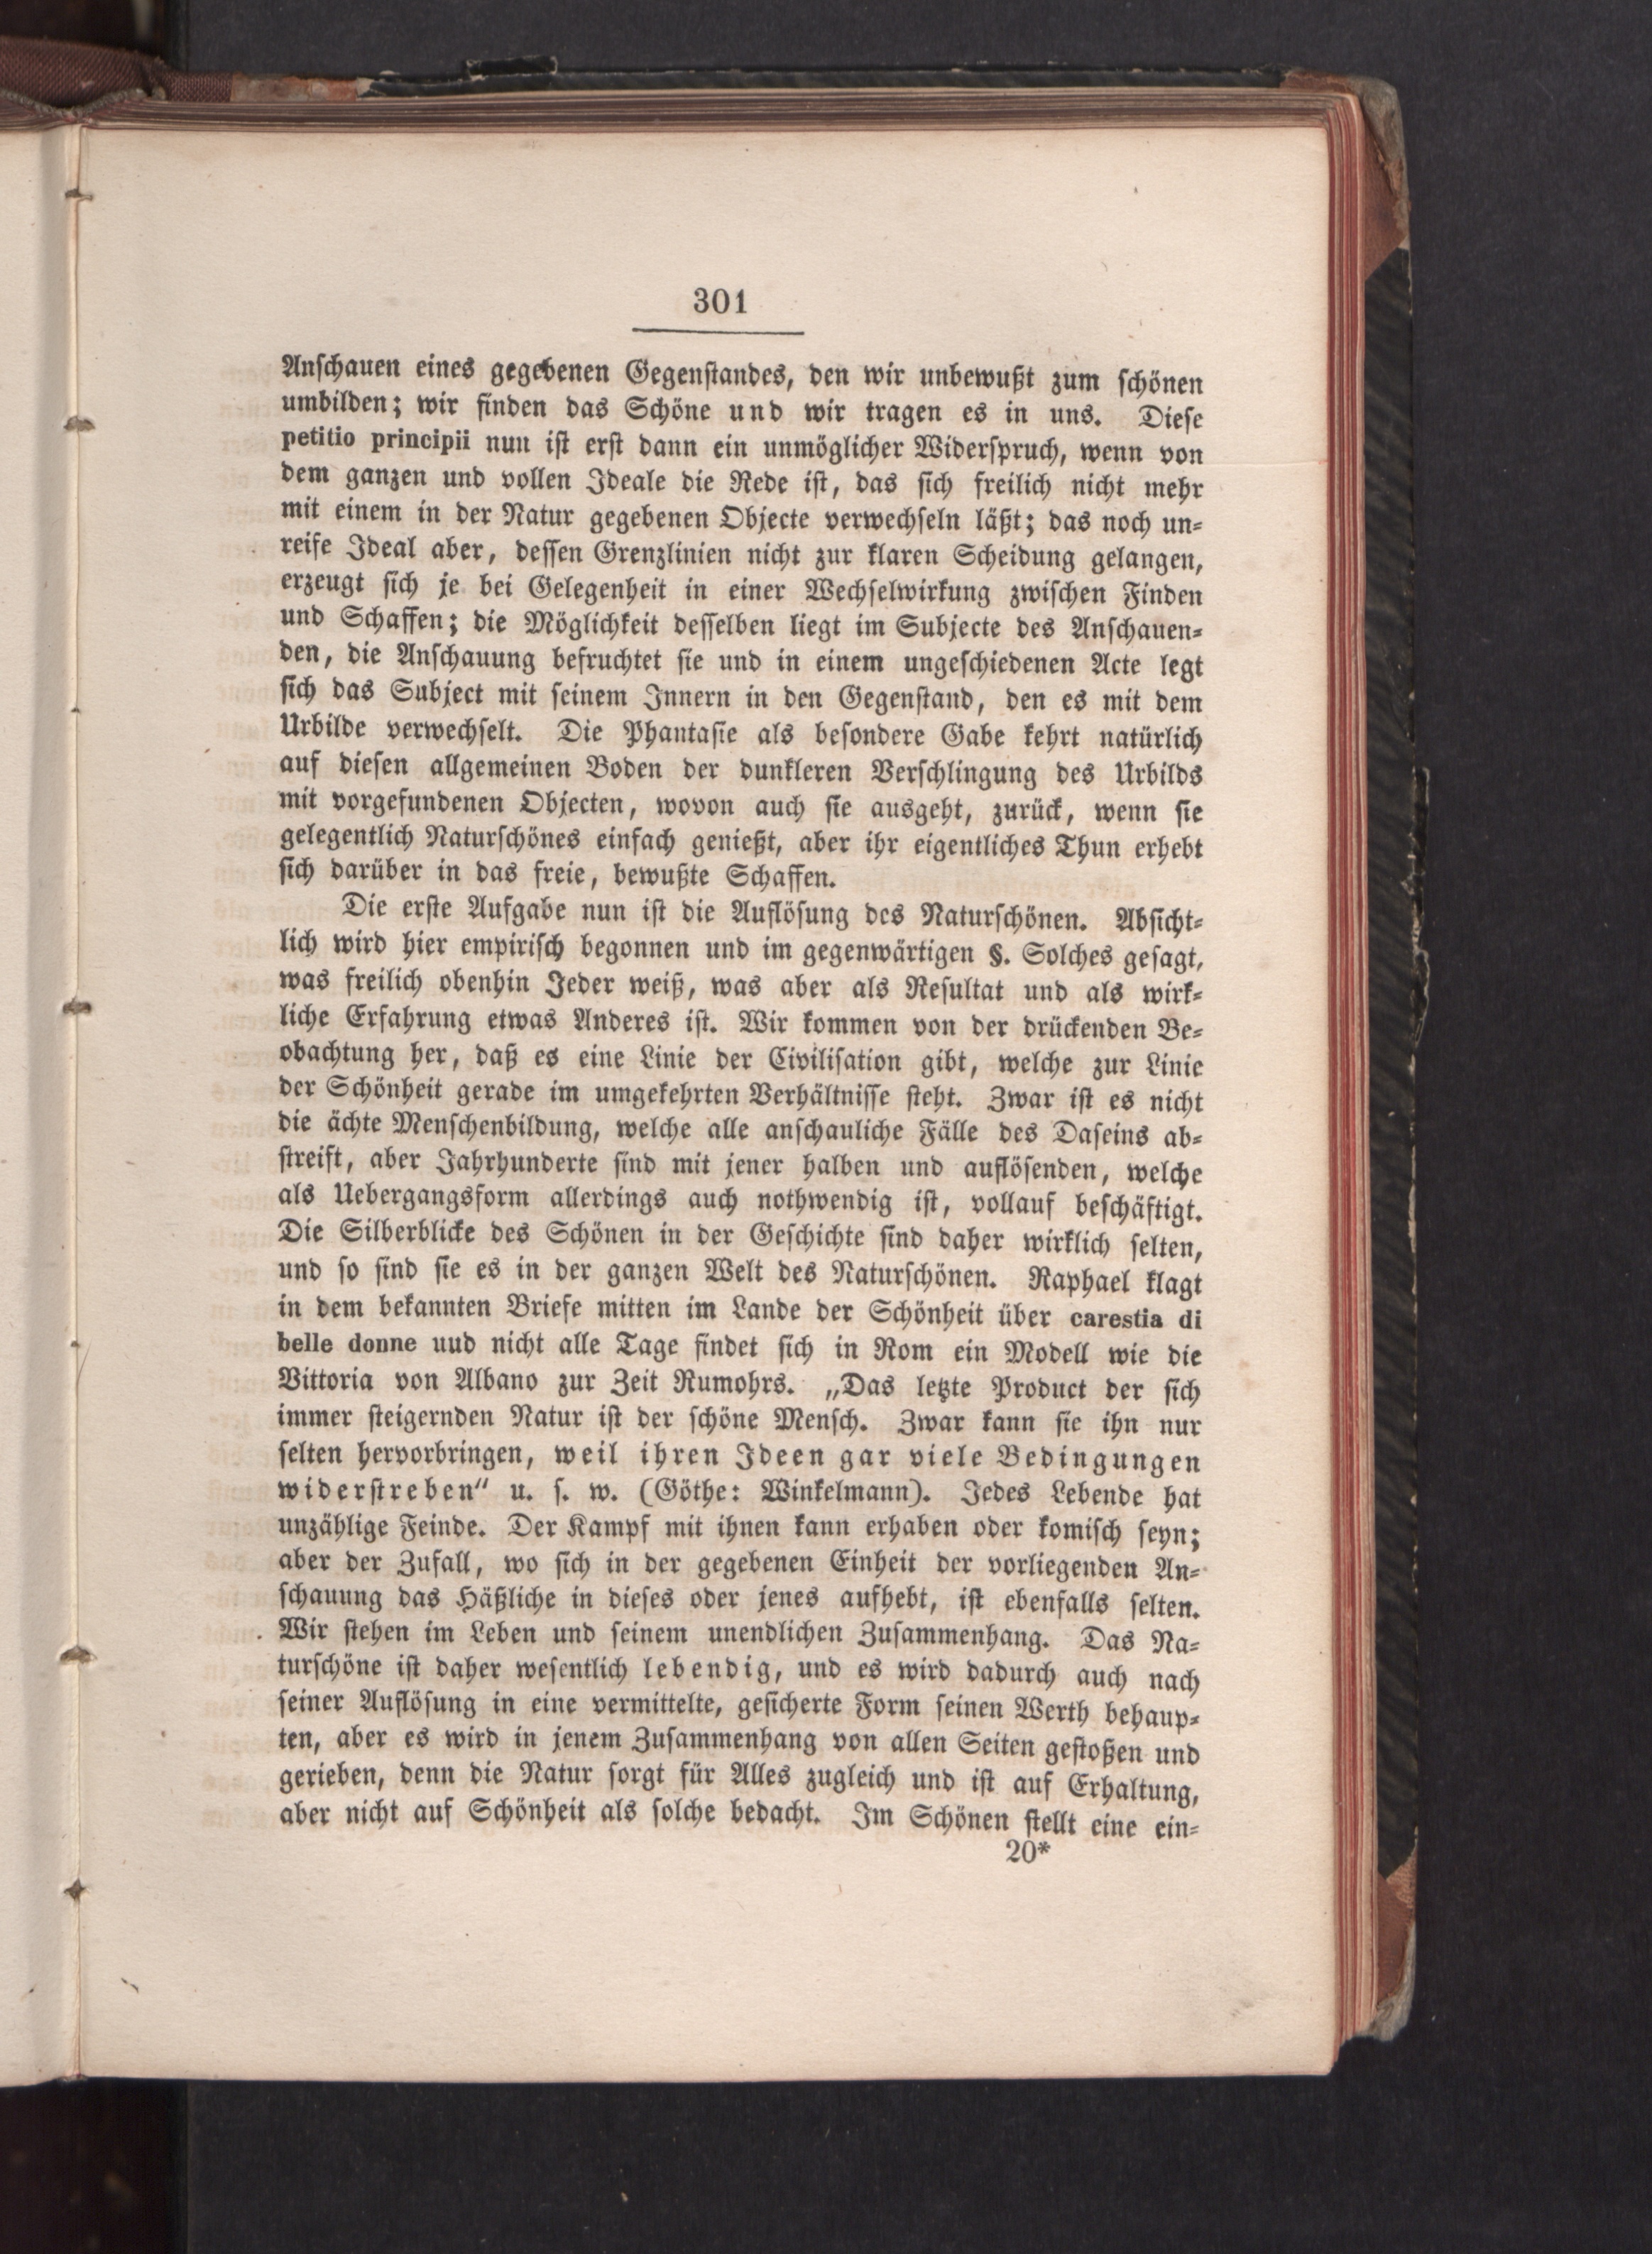 301
Anschauen eines gegebenen Gegenstandes, den wir unbewußt zum schönen
umbilden; wir finden das Schöne und wir tragen es in uns. Diese
petitio principii nun ist erst dann ein unmöglicher Widerspruch, wenn von
dem ganzen und vollen Ideale die Rede ist, das sich freilich nicht mehr
mit einem in der Natur gegebenen Objecte verwechseln läßt; das noch un-
reife Ideal aber, dessen Grenzlinien nicht zur klaren Scheidung gelangen,
erzeugt sich je bei Gelegenheit in einer Wechselwirkung zwischen Finden
und Schaffen; die Möglichkeit desselben liegt im Subjecte des Anschauen-
den, die Anschauung befruchtet sie und in einem ungeschiedenen Acte legt
sich das Subject mit seinem Innern in den Gegenstand, den es mit dem
Urbilde verwechselt. Die Phantasie als besondere Gabe kehrt natürlich
auf diesen allgemeinen Boden der dunkleren Verschlingung des Urbilds
mit vorgefundenen Objecten, wovon auch sie ausgeht, zurück, wenn sie
gelegentlich Naturschönes einfach genießt, aber ihr eigentliches Thun erhebt
sich darüber in das freie, bewußte Schaffen.
Die erste Aufgabe nun ist die Auflösung des Naturschönen. Absicht-
lich wird hier empirisch begonnen und im gegenwärtigen §. Solches gesagt,
was freilich obenhin Jeder weiß, was aber als Resultat und als wirk-
liche Erfahrung etwas Anderes ist. Wir kommen von der drückenden Be-
obachtung her, daß es eine Linie der Civilisation gibt, welche zur Linie
der Schönheit gerade im umgekehrten Verhältnisse steht. Zwar ist es nicht
die ächte Menschenbildung, welche alle anschauliche Fälle des Daseins ab-
streift, aber Jahrhunderte sind mit jener halben und auflösenden, welche
als Uebergangsform allerdings auch nothwendig ist, vollauf beschäftigt.
Die Silberblicke des Schönen in der Geschichte sind daher wirklich selten,
und so sind sie es in der ganzen Welt des Naturschönen. Raphael klagt
in dem bekannten Briefe mitten im Lande der Schönheit über carestia di
belle donne uud nicht alle Tage findet sich in Rom ein Modell wie die
Vittoria von Albano zur Zeit Rumohrs. „Das letzte Product der sich
immer steigernden Natur ist der schöne Mensch. Zwar kann sie ihn nur
selten hervorbringen, weil ihren Ideen gar viele Bedingungen
widerstreben“ u. s. w. (Göthe: Winkelmann). Jedes Lebende hat
unzählige Feinde. Der Kampf mit ihnen kann erhaben oder komisch seyn;
aber der Zufall, wo sich in der gegebenen Einheit der vorliegenden An-
schauung das Häßliche in dieses oder jenes aufhebt, ist ebenfalls selten.
Wir stehen im Leben und seinem unendlichen Zusammenhang. Das Na-
turschöne ist daher wesentlich lebendig, und es wird dadurch auch nach
seiner Auflösung in eine vermittelte, gesicherte Form seinen Werth behaup-
ten, aber es wird in jenem Zusammenhang von allen Seiten gestoßen und
gerieben, denn die Natur sorgt für Alles zugleich und ist auf Erhaltung,
aber nicht auf Schönheit als solche bedacht. Im Schönen stellt eine ein-
20*